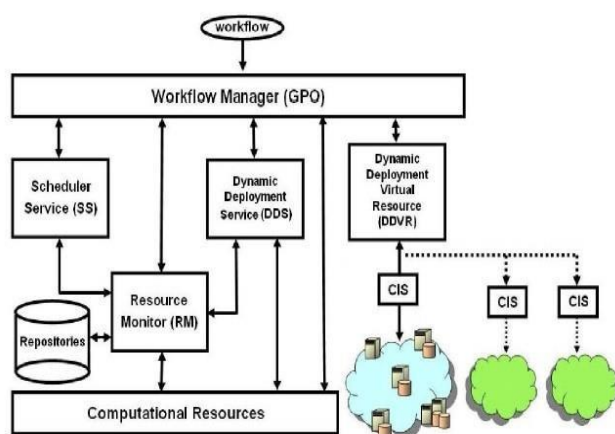 workflow
Workflow Manager (GPO)
Scheduler
Service (SS)
Dynamic
Deployment
Service (DDS)
Dynamic
Deployment
Virtual
Resource
(DDVR)
CIS
CIS
CIS
Resource
Monitor (RM)
Repositories
Computational Resources